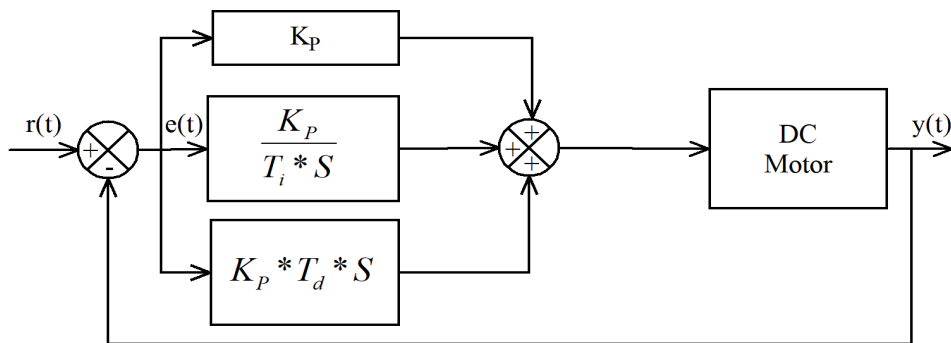 K_P
r(t)
+
-
e(t)
K_P
T_i * S
+
+
+
DC
Motor
y(t)
K_P * T_d * S